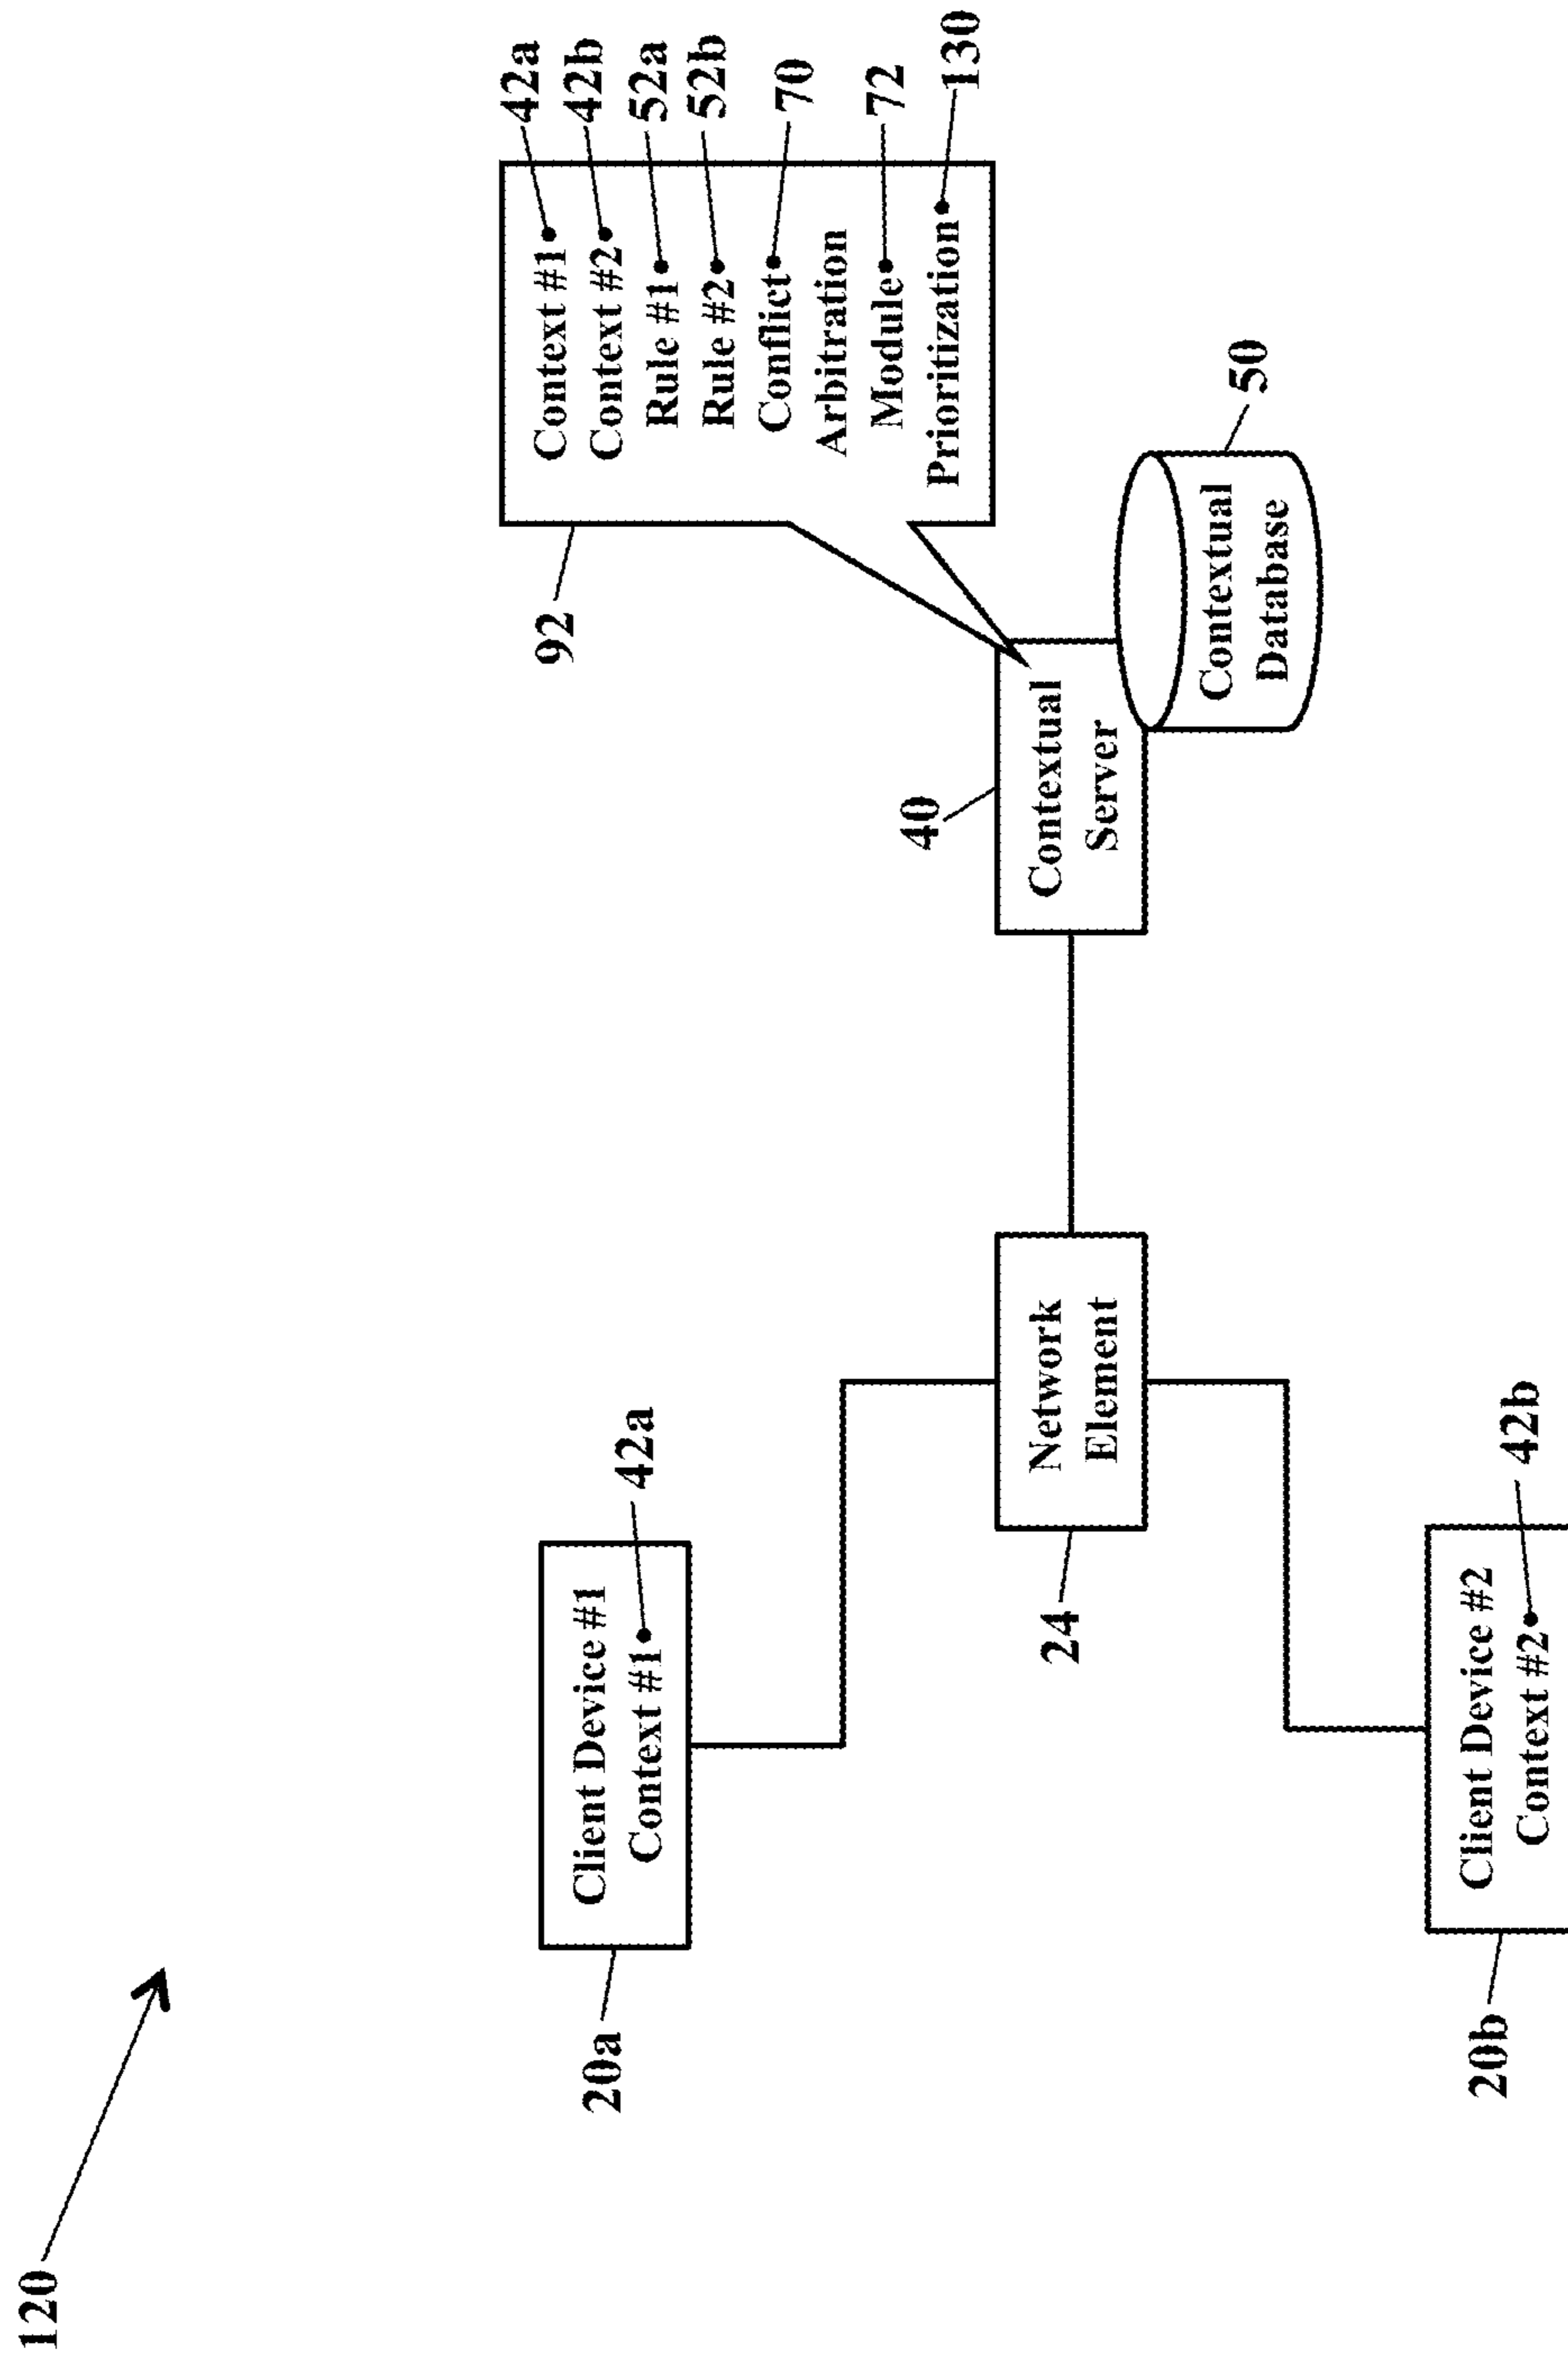 120
20a
Client Device #1
Context #1
42a
92
Context #1
42a
Context #2
42b
Rule #1
52a
Rule #2
52b
Conflict
70
Arbitration
Module
72
Prioritization
130
24
Network
Element
40
Contextual
Server
Contextual
Database
50
20b
Client Device #2
Context #2
42b